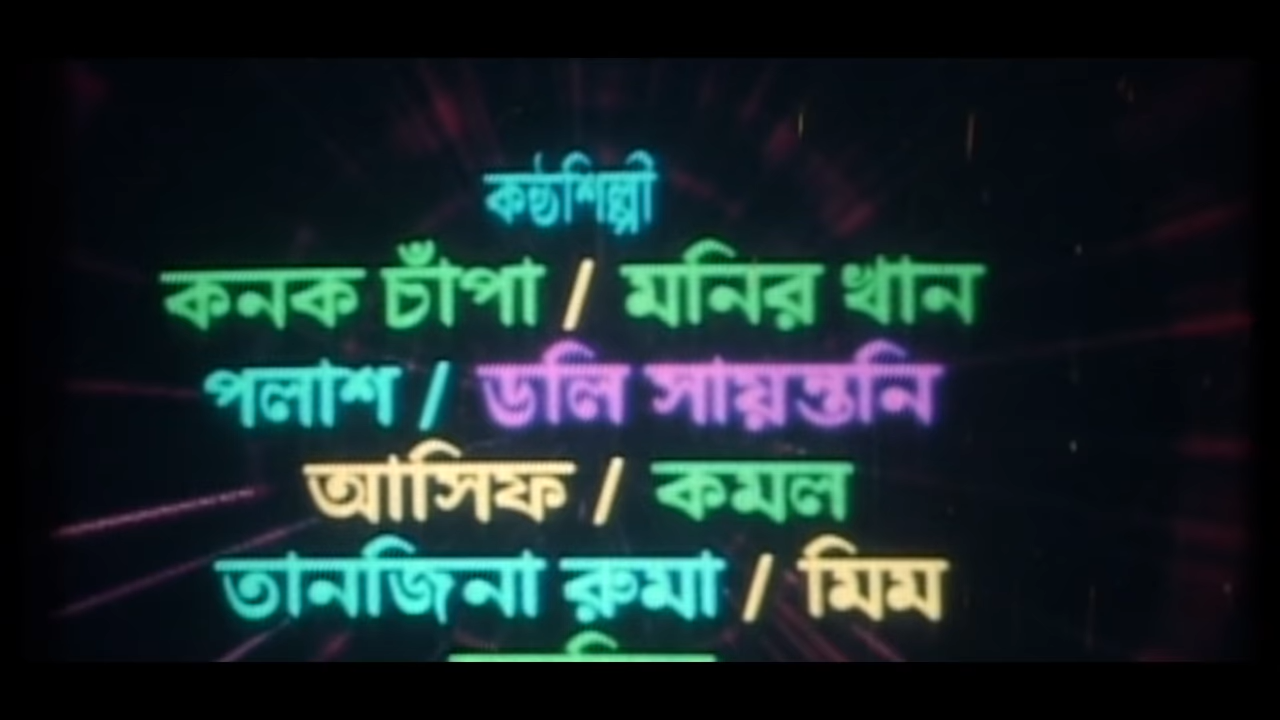 কন্ঠশিল্পী
কনক চাঁপা / মনির খান
পলাশ / ডলি সায়ন্তনি
আসিফ / কমল
তানজিনা রুমা / মিম